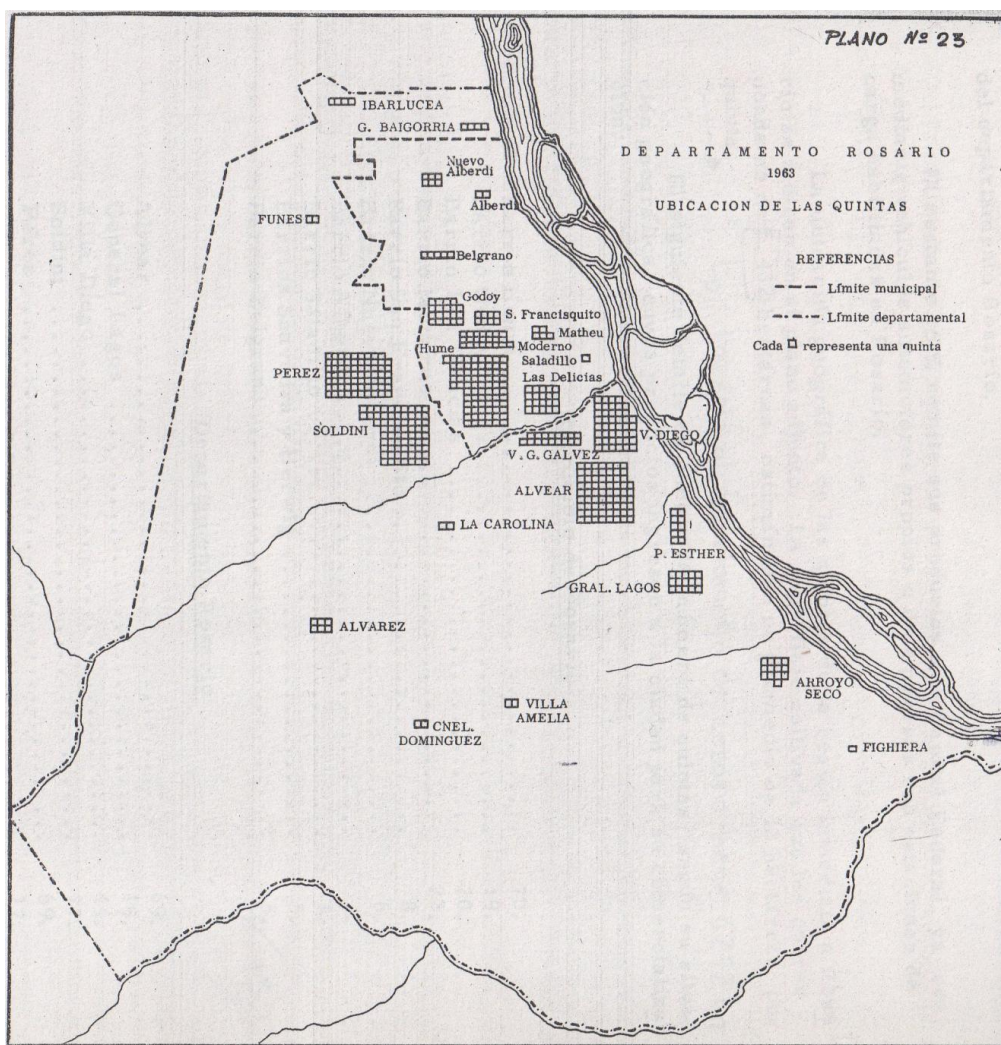 PLANO Nº 23
DEPARTAMENTO ROSARIO
1963
UBICACION DE LAS QUINTAS
REFERENCIAS
Límite municipal
Límite departamental
Cada representa una quinta
IBARLUCEA
G. BAIGORRIA
Nuevo
Alberdi
Alberdi
FUNES
Belgrano
Godoy
S. Francisquito
Matheu
Hume
Moderno
Saladillo
PEREZ
Las Delicias
SOLDINI
V. DIEGO
V. G. GALVEZ
ALVEAR
LA CAROLINA
P. ESTHER
GRAL. LAGOS
ALVAREZ
ARROYO
SECO
VILLA
AMELIA
CNEL.
DOMINGUEZ
FIGHIERA